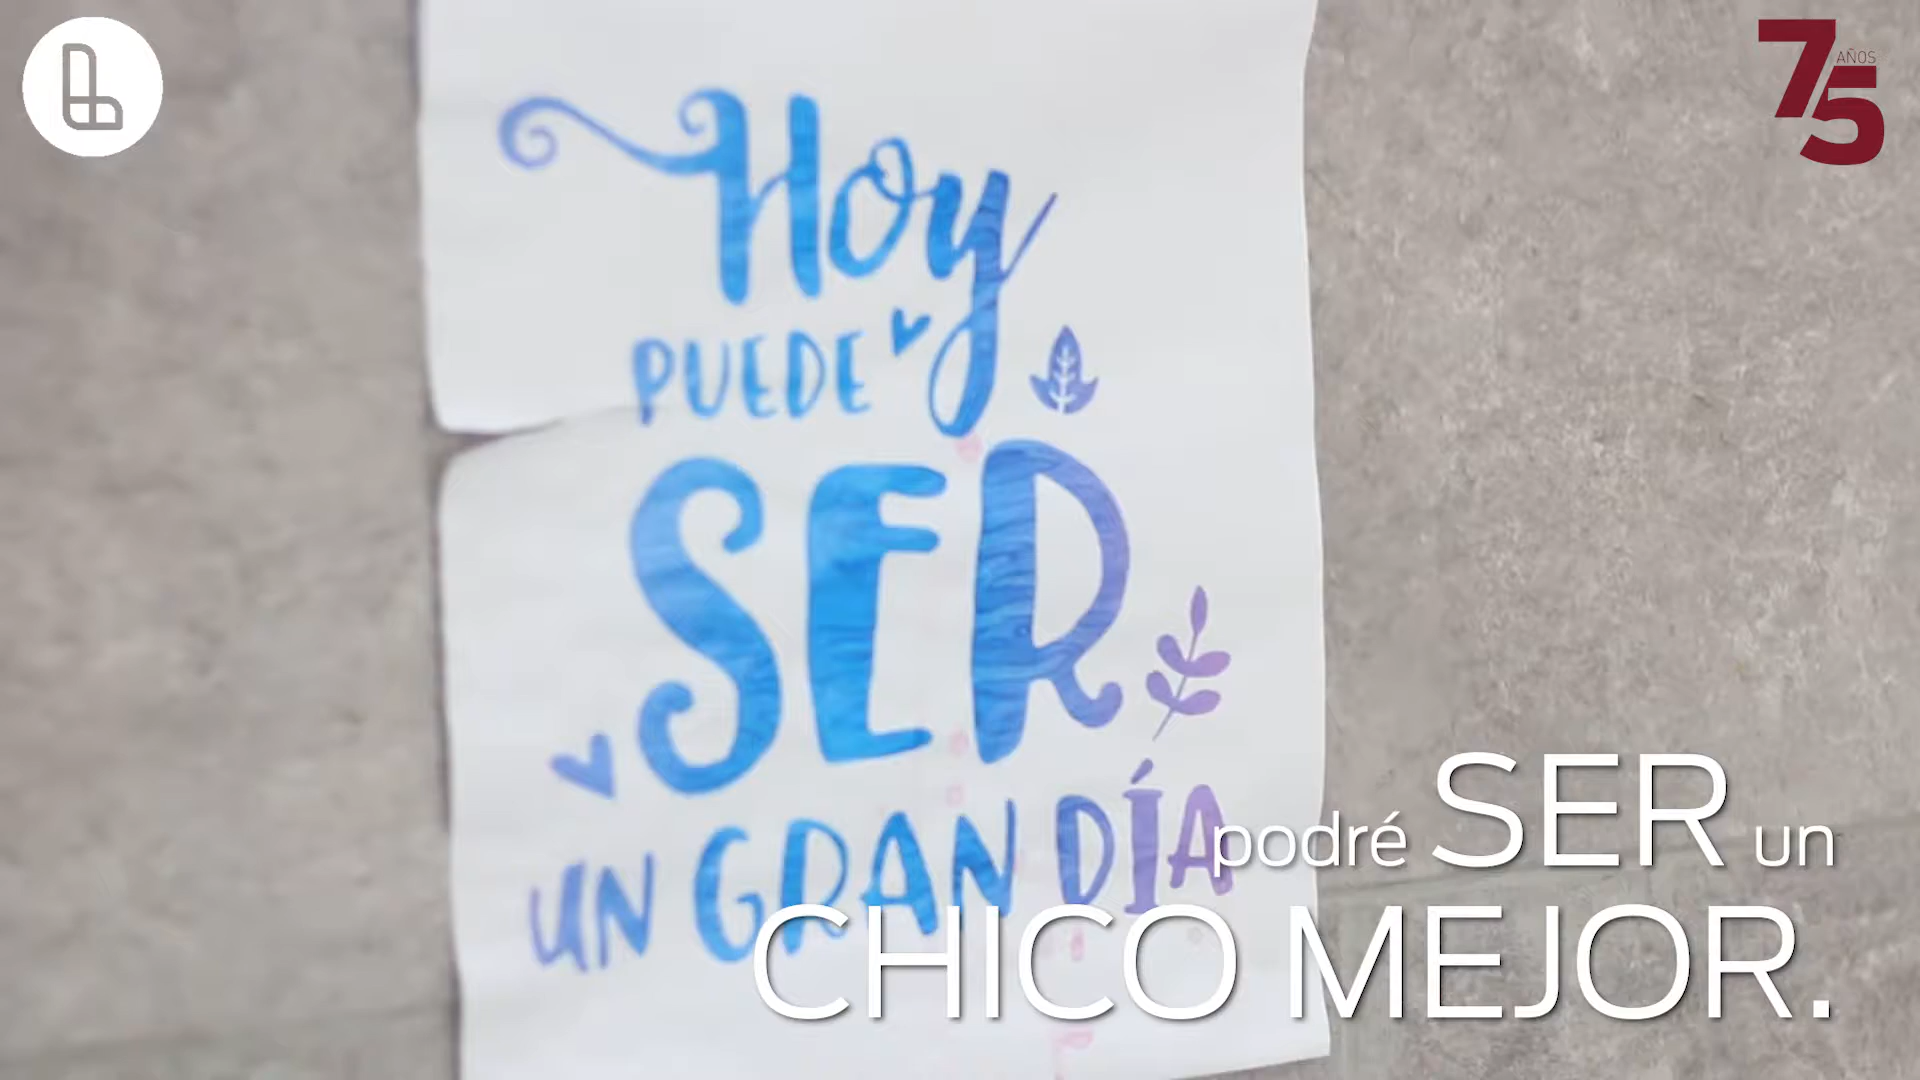 75
AÑOS
Hoy
PUEDE
SER
UN GRAN DÍA
podré SER un
CHICO MEJOR.